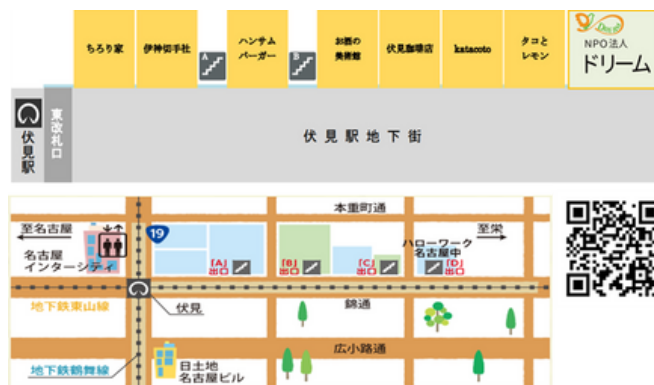 ちろり家
伊神切手社
A
ハンサム
バーガー
B
お酒の
美術館
伏見珈琲店
katacoto
タコと
レモン
NPO法人
ドリーム
伏見駅
東改札口
伏見駅地下街
本重町通
至名古屋
19
至栄
名古屋
インターシティ
「A」
出口
「B」
出口
「C」
出口
ハローワーク
名古屋中
「D」
出口
地下鉄東山線
伏見
錦通
広小路通
地下鉄鶴舞線
日土地
名古屋ビル